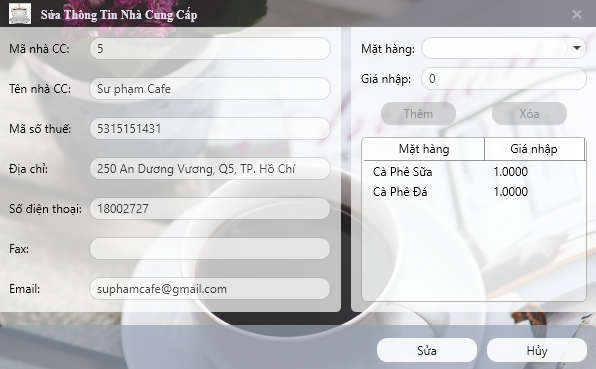 Sửa Thông Tin Nhà Cung Cấp
Mã nhà CC: 5
Tên nhà CC: Sư phạm Cafe
Mã số thuế: 5315151431
Địa chỉ: 250 An Dương Vương, Q5, TP. Hồ Chí
Số điện thoại: 18002727
Fax:
Email: suphamcafe@gmail.com
Mặt hàng:
Giá nhập: 0
Thêm Xóa
Mặt hàng Giá nhập
Cà Phê Sữa 1.0000
Cà Phê Đá 1.0000
Sửa Hủy